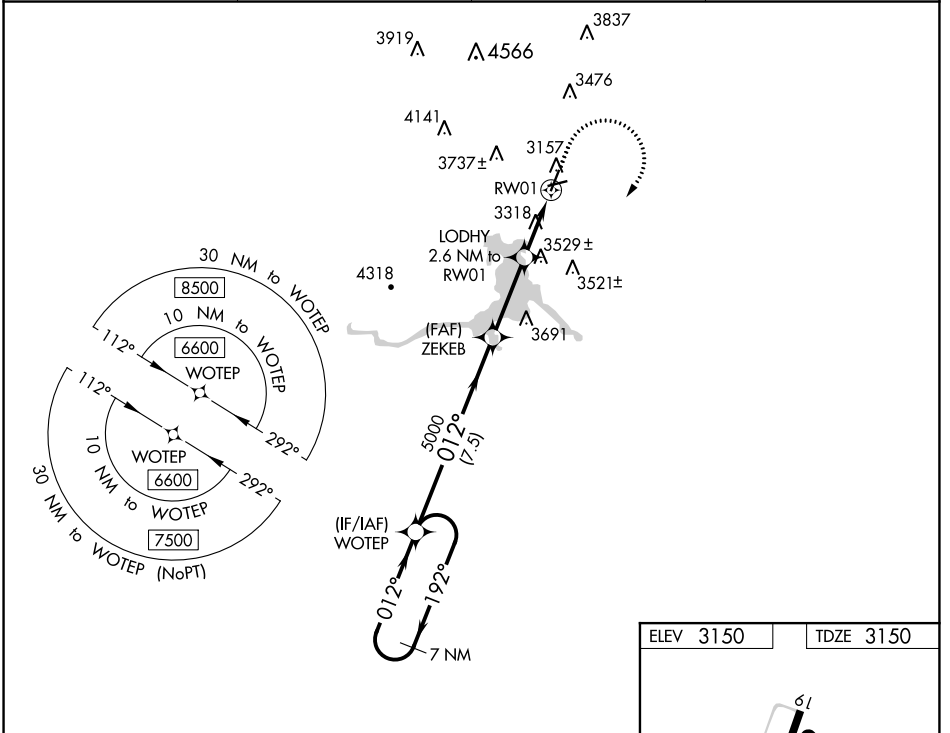 3837
3919
4566
3476
4141
3737±
3157
RW01
3318
LODHY
2.6 NM to
RW01
3529±
3521±
4318
3691
(FAF)
ZEKEB
30 NM to WOTEP
8500
10 NM to WOTEP
6600
WOTEP
112°
292°
112°
292°
WOTEP
6600
10 NM to WOTEP
7500
30 NM to WOTEP (NoPT)
5000
012°
(7.5)
(IF/IAF)
WOTEP
012°
192°
7 NM
ELEV 3150
TDZE 3150
19